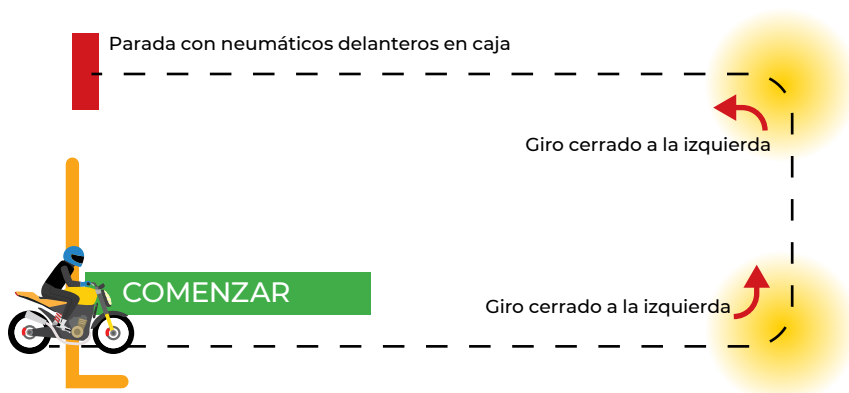 Parada con neumáticos delanteros en caja
Giro cerrado a la izquierda
COMENZAR
Giro cerrado a la izquierda